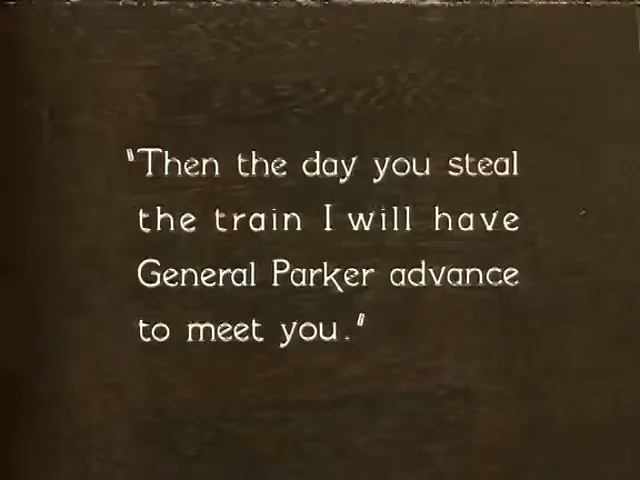 "Then the day you steal
the train I will have
General Parker advance
to meet you."